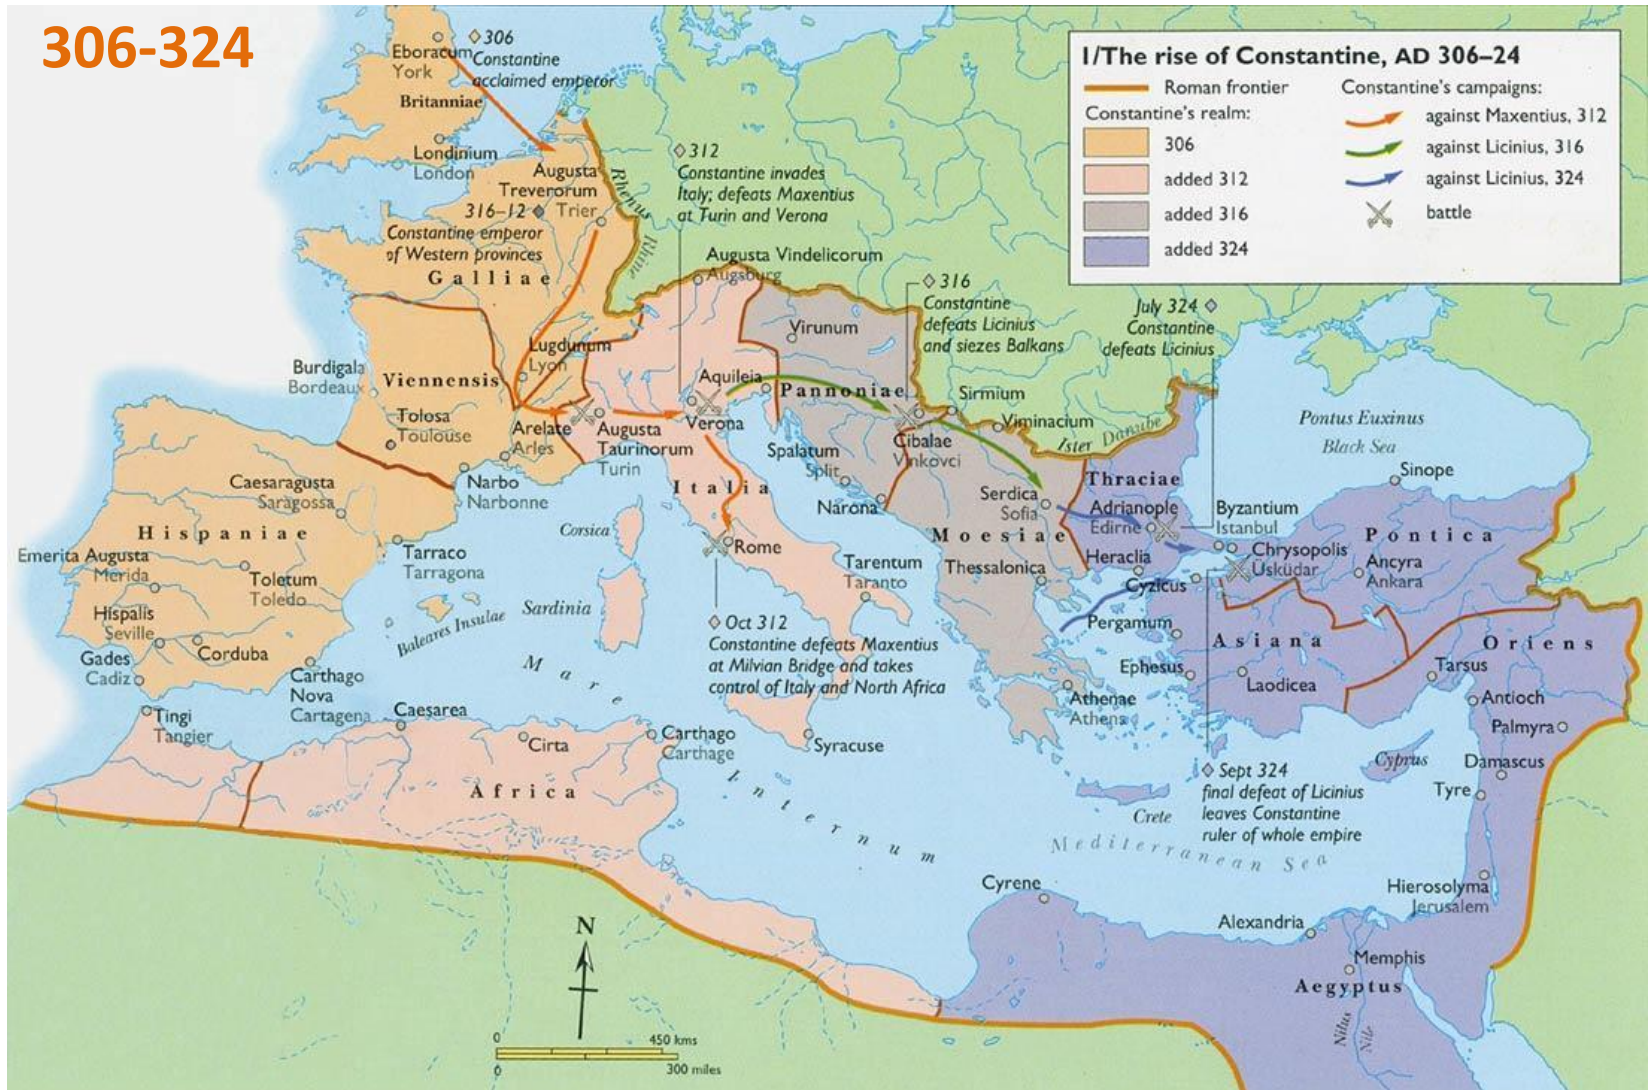 306-324
I/The rise of Constantine, AD 306–24
Roman frontier
Constantine's realm:
306
added 312
added 316
added 324
Constantine's campaigns:
against Maxentius, 312
against Licinius, 316
against Licinius, 324
battle
Eboracum
York
306
Constantine
acclaimed emperor
Britanniae
Londinium
London
Augusta
Treverorum
Trier
Rhenus
Rhine
316–12
Constantine emperor
of Western provinces
Galliae
312
Constantine invades
Italy; defeats Maxentius
at Turin and Verona
Augusta Vindelicorum
Augsburg
316
Constantine
defeats Licinius
and siezes Balkans
July 324
Constantine
defeats Licinius
Virunum
Lugdunum
Lyon
Burdigala
Bordeaux
Viennensis
Tolosa
Toulouse
Arelate
Arles
Augusta
Taurinorum
Turin
Verona
Aquileia
Pannoniae
Sirmium
Viminacium
Cibalae
Vinkovci
Ister
Danube
Pontus Euxinus
Black Sea
Sinope
Spalatum
Split
Narona
Italia
Narbo
Narbonne
Caesaragusta
Saragossa
Hispaniae
Emerita Augusta
Merida
Toletum
Toledo
Tarraco
Tarragona
Hispalis
Seville
Corduba
Gades
Cadiz
Carthago
Nova
Cartagena
Baleares Insulae
Corsica
Sardinia
Rome
Tarentum
Taranto
Serdica
Sofia
Moesiae
Thessalonica
Thraciae
Adrianople
Edirne
Heraclia
Byzantium
Istanbul
Chrysopolis
Üsküdar
Cyzicus
Pontica
Ancyra
Ankara
Pergamum
Asiana
Oriens
Ephesus
Laodicea
Tarsus
Antioch
Palmyra
Athenae
Athens
Oct 312
Constantine defeats Maxentius
at Milvian Bridge and takes
control of Italy and North Africa
Mare
Internum
Mediterranean Sea
Tingi
Tangier
Caesarea
Cirta
Carthago
Carthage
Africa
Syracuse
Sept 324
final defeat of Licinius
leaves Constantine
ruler of whole empire
Crete
Cyprus
Damascus
Tyre
Hierosolyma
Jerusalem
Cyrene
Alexandria
Memphis
Aegyptus
Nilus
Nile
N
0
450 kms
0
300 miles